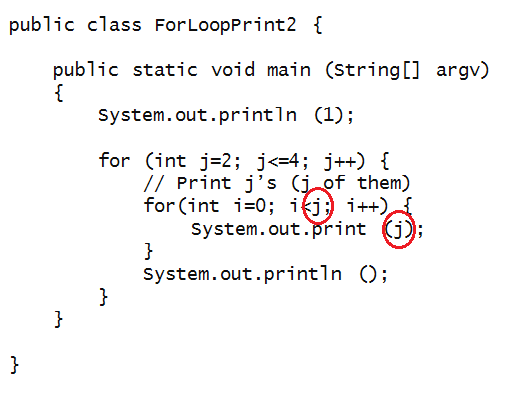 public class ForLoopPrint2 {
public static void main (String[] argv)
{
System.out.println (1);
for (int j=2; j<=4; j++) {
// Print j's (j of them)
for(int i=0; i<j; i++) {
System.out.print (j);
}
System.out.println ();
}
}
}